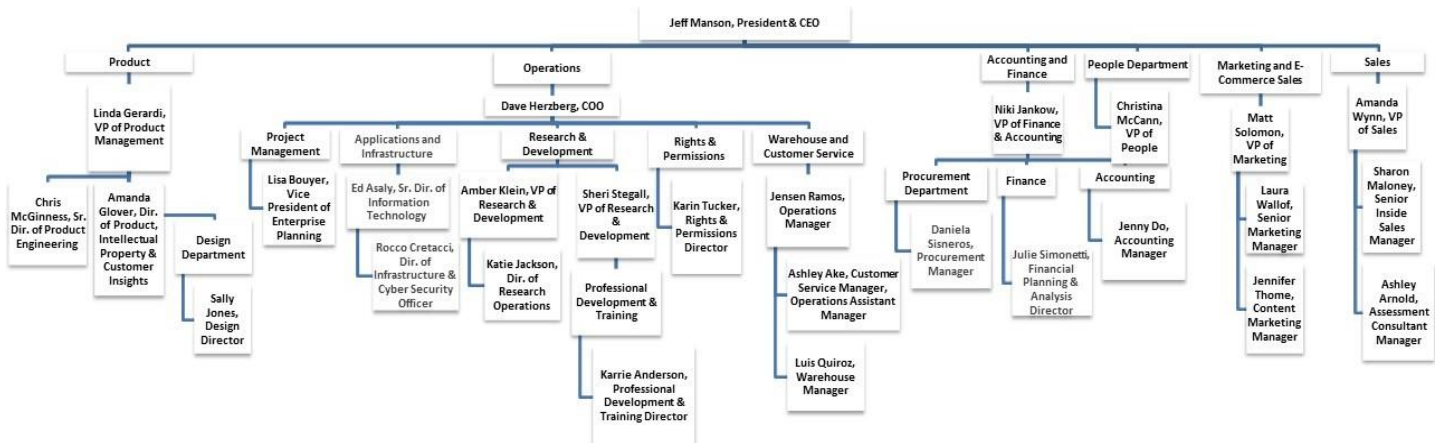 Jeff Manson, President & CEO
Product
Linda Gerardi,
VP of Product
Management
Chris
McGinness, Sr.
Dir. of Product
Engineering
Amanda
Glover, Dir.
of Product,
Intellectual
Property &
Customer
Insights
Design
Department
Sally
Jones,
Design
Director
Operations
Dave Herzberg, COO
Project
Management
Lisa Bouyer,
Vice
President of
Enterprise
Planning
Applications and
Infrastructure
Ed Asaly, Sr. Dir. of
Information
Technology
Rocco Cretacci,
Dir. of
Infrastructure &
Cyber Security
Officer
Research &
Development
Amber Klein, VP of
Research &
Development
Katie Jackson,
Dir. of
Research
Operations
Sheri Stegall,
VP of Research
&
Development
Professional
Development &
Training
Karrie Anderson,
Professional
Development &
Training Director
Rights &
Permissions
Karin Tucker,
Rights &
Permissions
Director
Warehouse and
Customer Service
Jensen Ramos,
Operations
Manager
Ashley Ake, Customer
Service Manager,
Operations Assistant
Manager
Luis Quiroz,
Warehouse
Manager
Accounting and
Finance
Niki Jankow,
VP of Finance
& Accounting
Procurement
Department
Daniela
Sisneros,
Procurement
Manager
Finance
Julie Simonetti,
Financial
Planning &
Analysis
Director
Accounting
Jenny Do,
Accounting
Manager
People Department
Christina
McCann,
VP of
People
Marketing and E-
Commerce Sales
Matt
Solomon,
VP of
Marketing
Laura
Wallof,
Senior
Marketing
Manager
Jennifer
Thome,
Content
Marketing
Manager
Sales
Amanda
Wynn, VP
of Sales
Sharon
Maloney,
Senior
Inside
Sales
Manager
Ashley
Arnold,
Assessment
Consultant
Manager